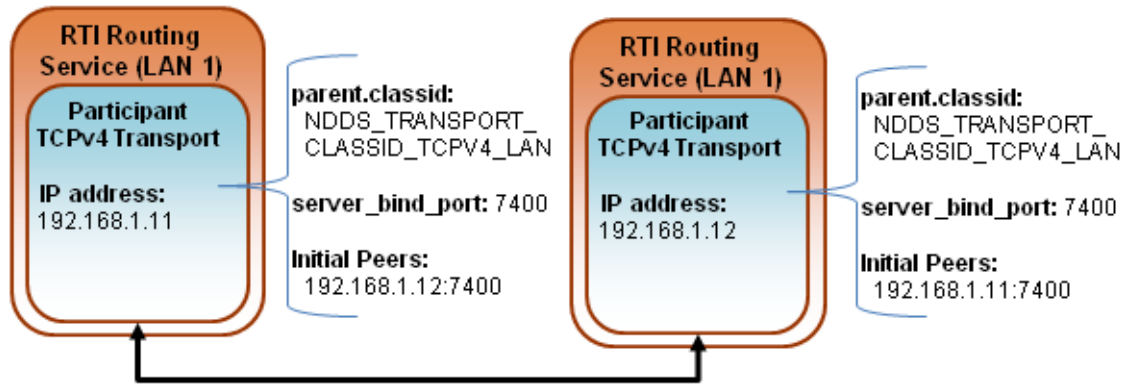 RTI Routing
Service (LAN 1)
Participant
TCPv4 Transport
IP address:
192.168.1.11
parent.classid:
NDDS_TRANSPORT_
CLASSID_TCPV4_LAN
server_bind_port: 7400
Initial Peers:
192.168.1.12:7400
RTI Routing
Service (LAN 1)
Participant
TCPv4 Transport
IP address:
192.168.1.12
parent.classid:
NDDS_TRANSPORT_
CLASSID_TCPV4_LAN
server_bind_port: 7400
Initial Peers:
192.168.1.11:7400